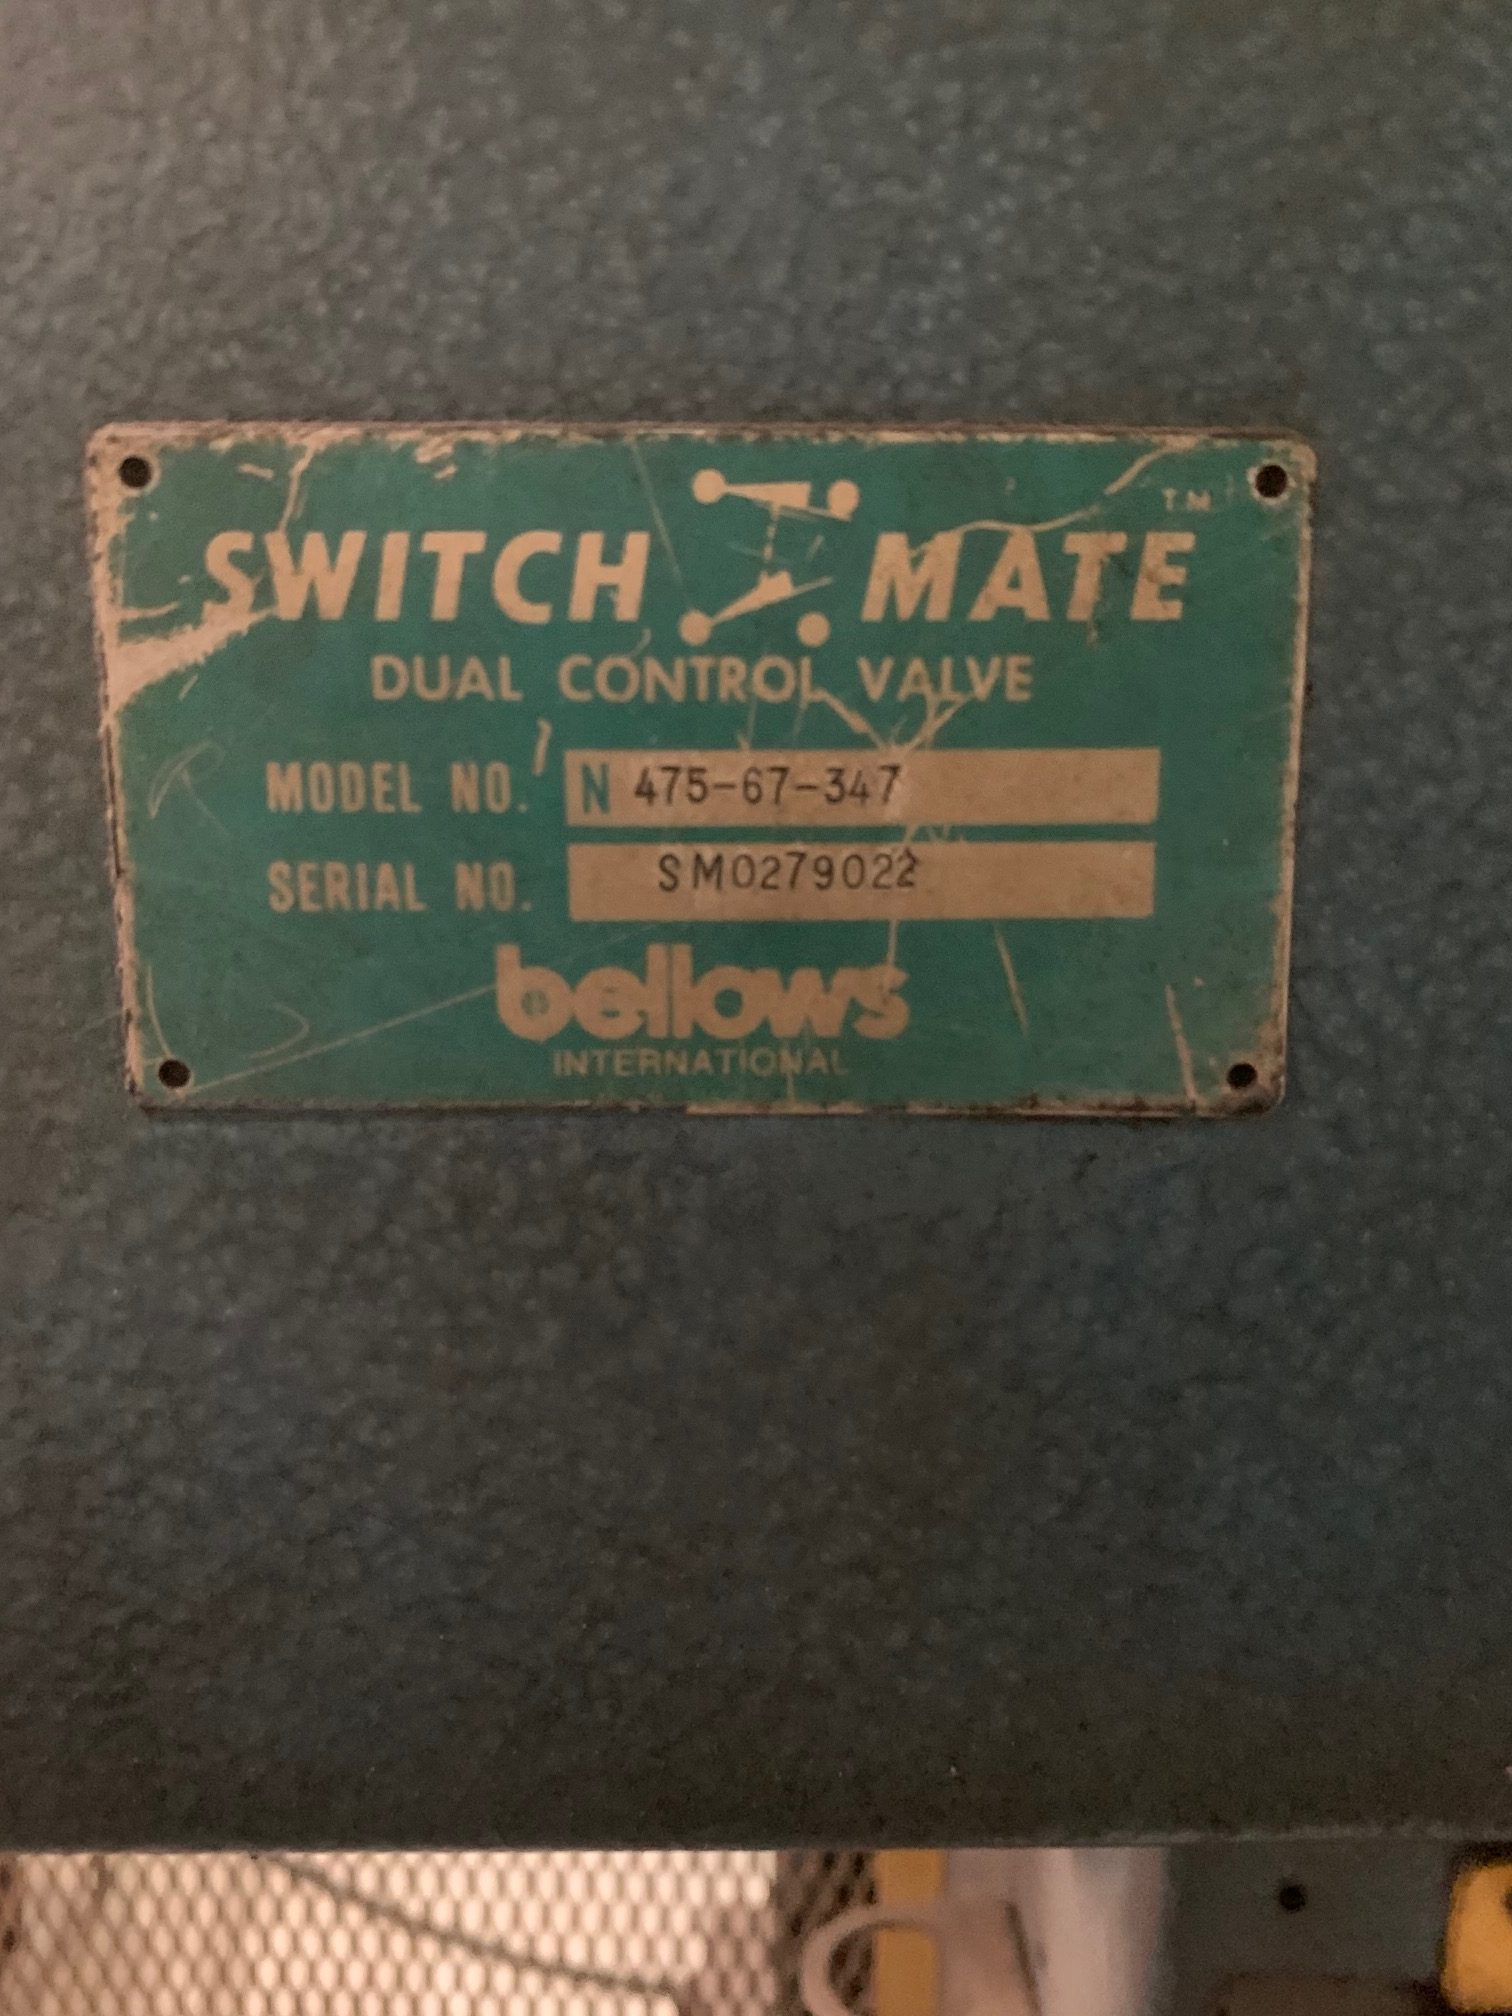 SWITCH MATE TM
DUAL CONTROL VALVE
MODEL NO. N 475-67-347
SERIAL NO. SM0279022
bellows
INTERNATIONAL